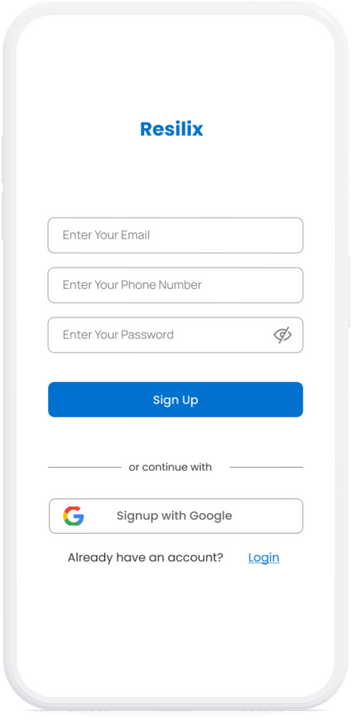 Resilix
Enter Your Email
Enter Your Phone Number
Enter Your Password
Sign Up
or continue with
Signup with Google
Already have an account? Login